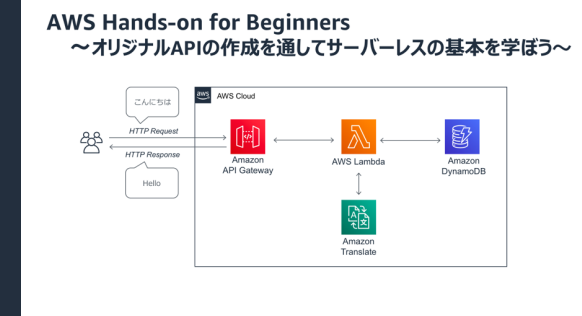 AWS Hands-on for Beginners
～オリジナルAPIの作成を通してサーバーレスの基本を学ぼう～
aws
AWS Cloud
こんにちは
HTTP Request
HTTP Response
Hello
Amazon
API Gateway
AWS Lambda
Amazon
DynamoDB
Amazon
Translate